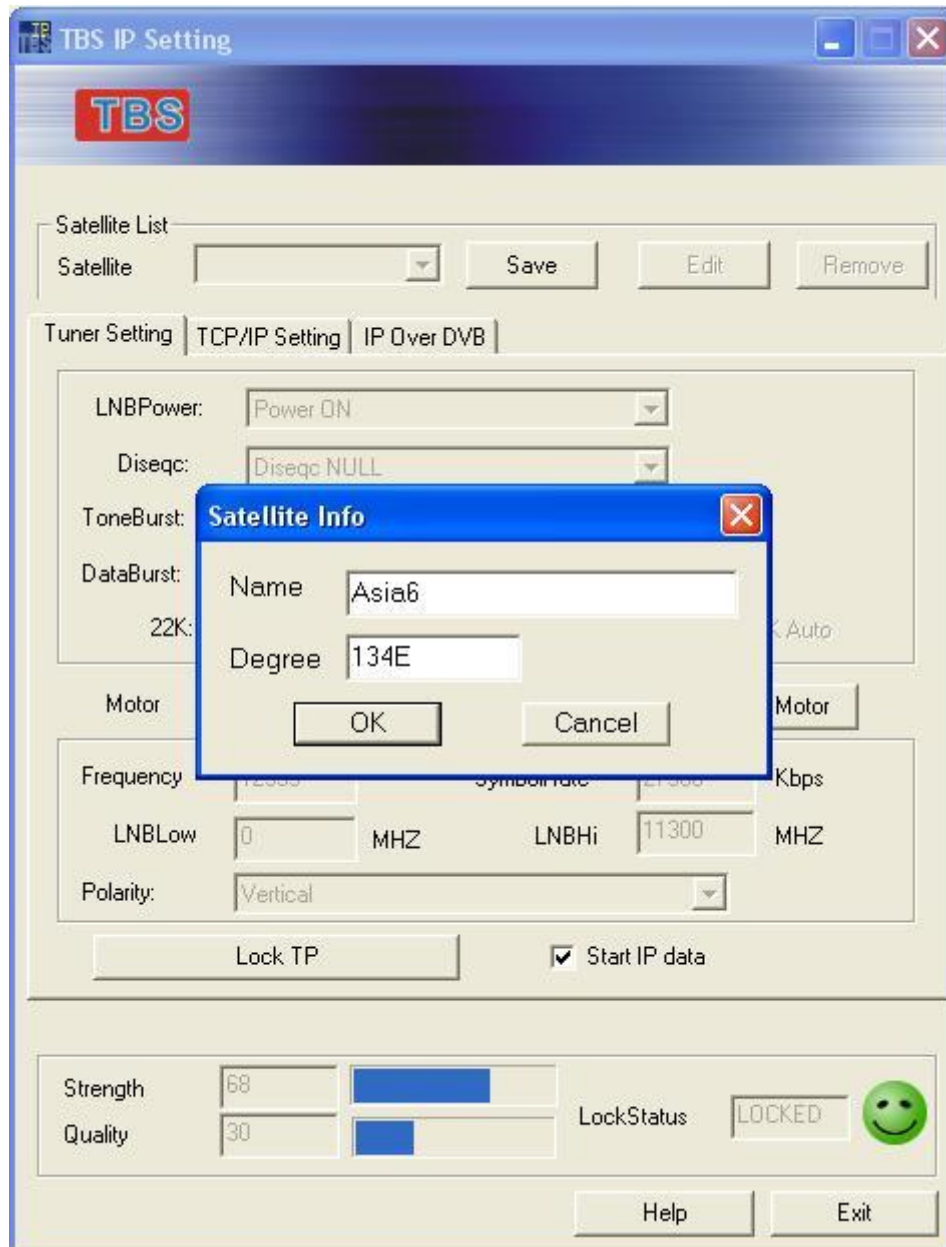 TBS IP Setting
TBS
Satellite List
Satellite Save Edit Remove
Tuner Setting TCP/IP Setting IP Over DVB
LNBPower: Power ON
Diseqc: Diseqc NULL
ToneBurst:
Satellite Info
DataBurst:
Name Asia6
22K: Auto
Degree 134E
Motor Motor
OK Cancel
Frequency Kbps
LNBLow 0 MHZ LNBHi 11300 MHZ
Polarity: Vertical
Lock TP Start IP data
Strength 68
LockStatus LOCKED
Quality 30
Help Exit